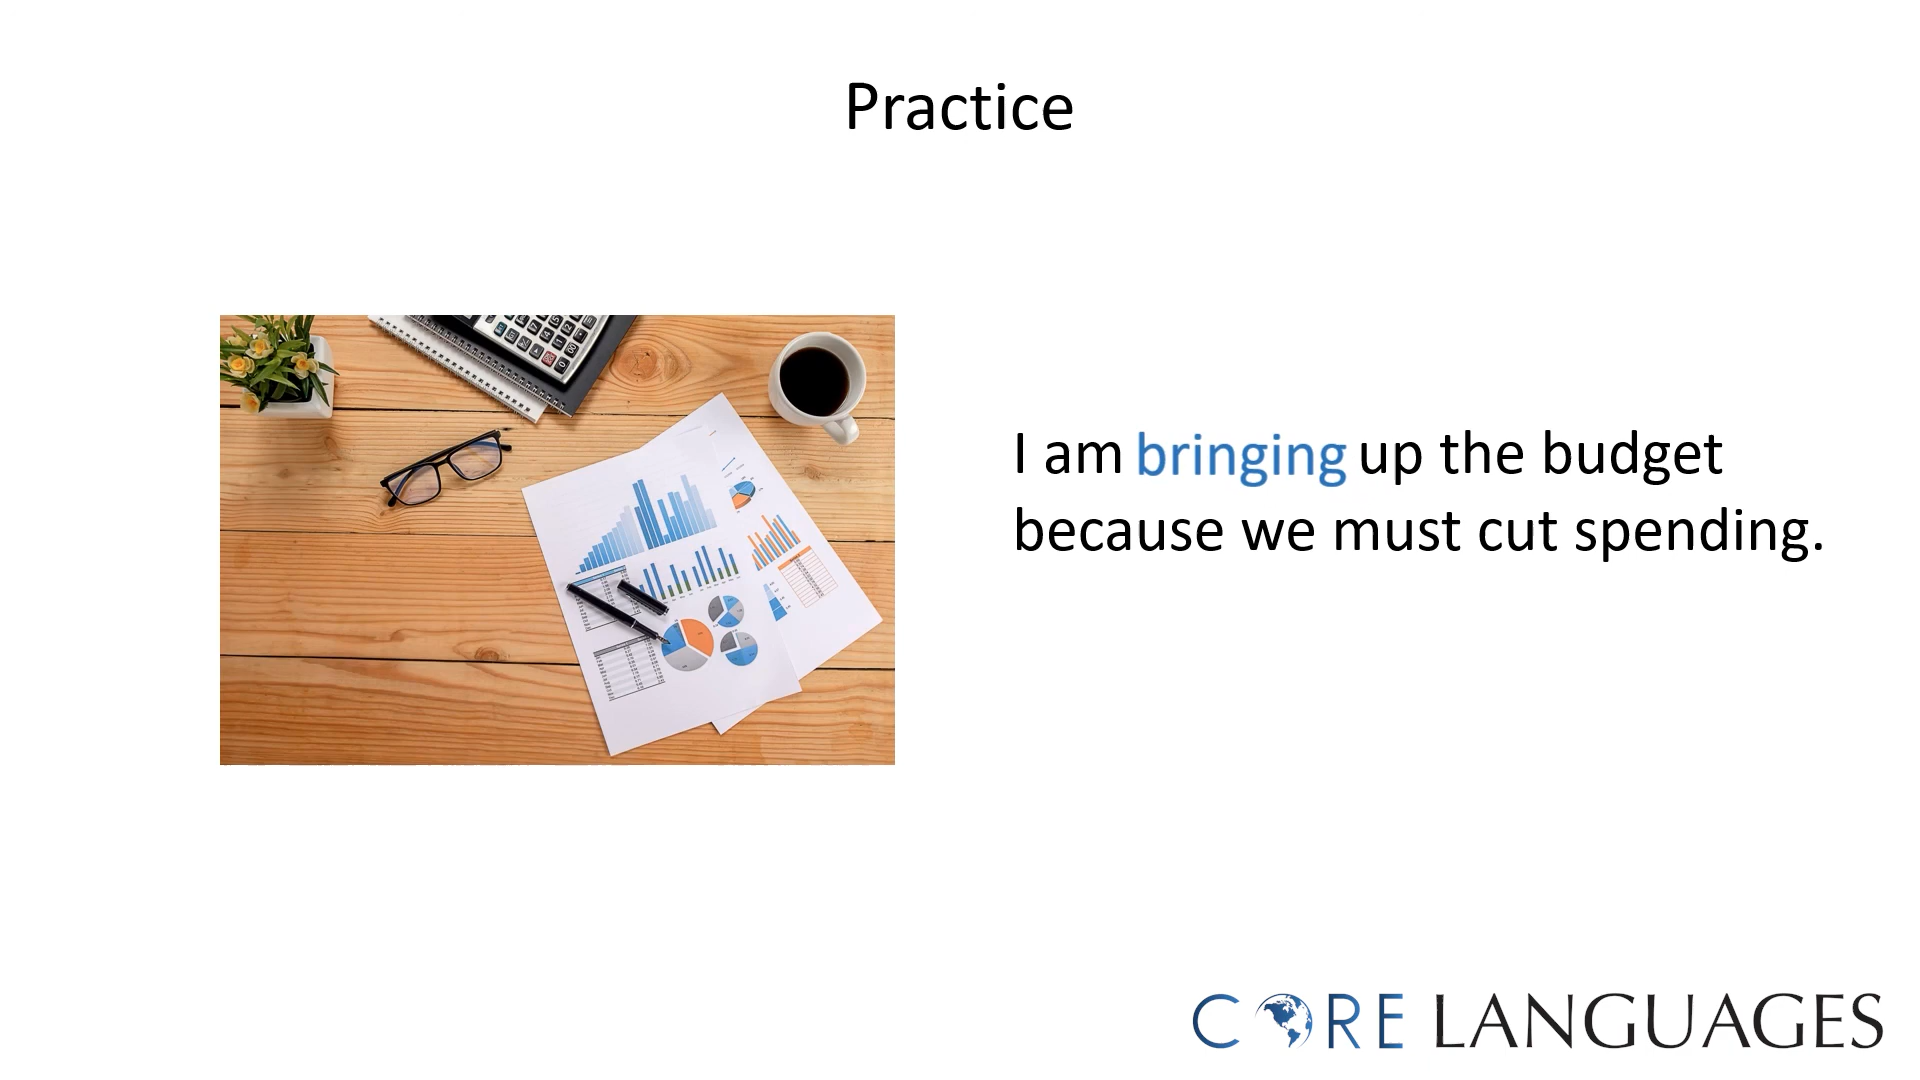 Practice
I am bringing up the budget
because we must cut spending.
CORE LANGUAGES